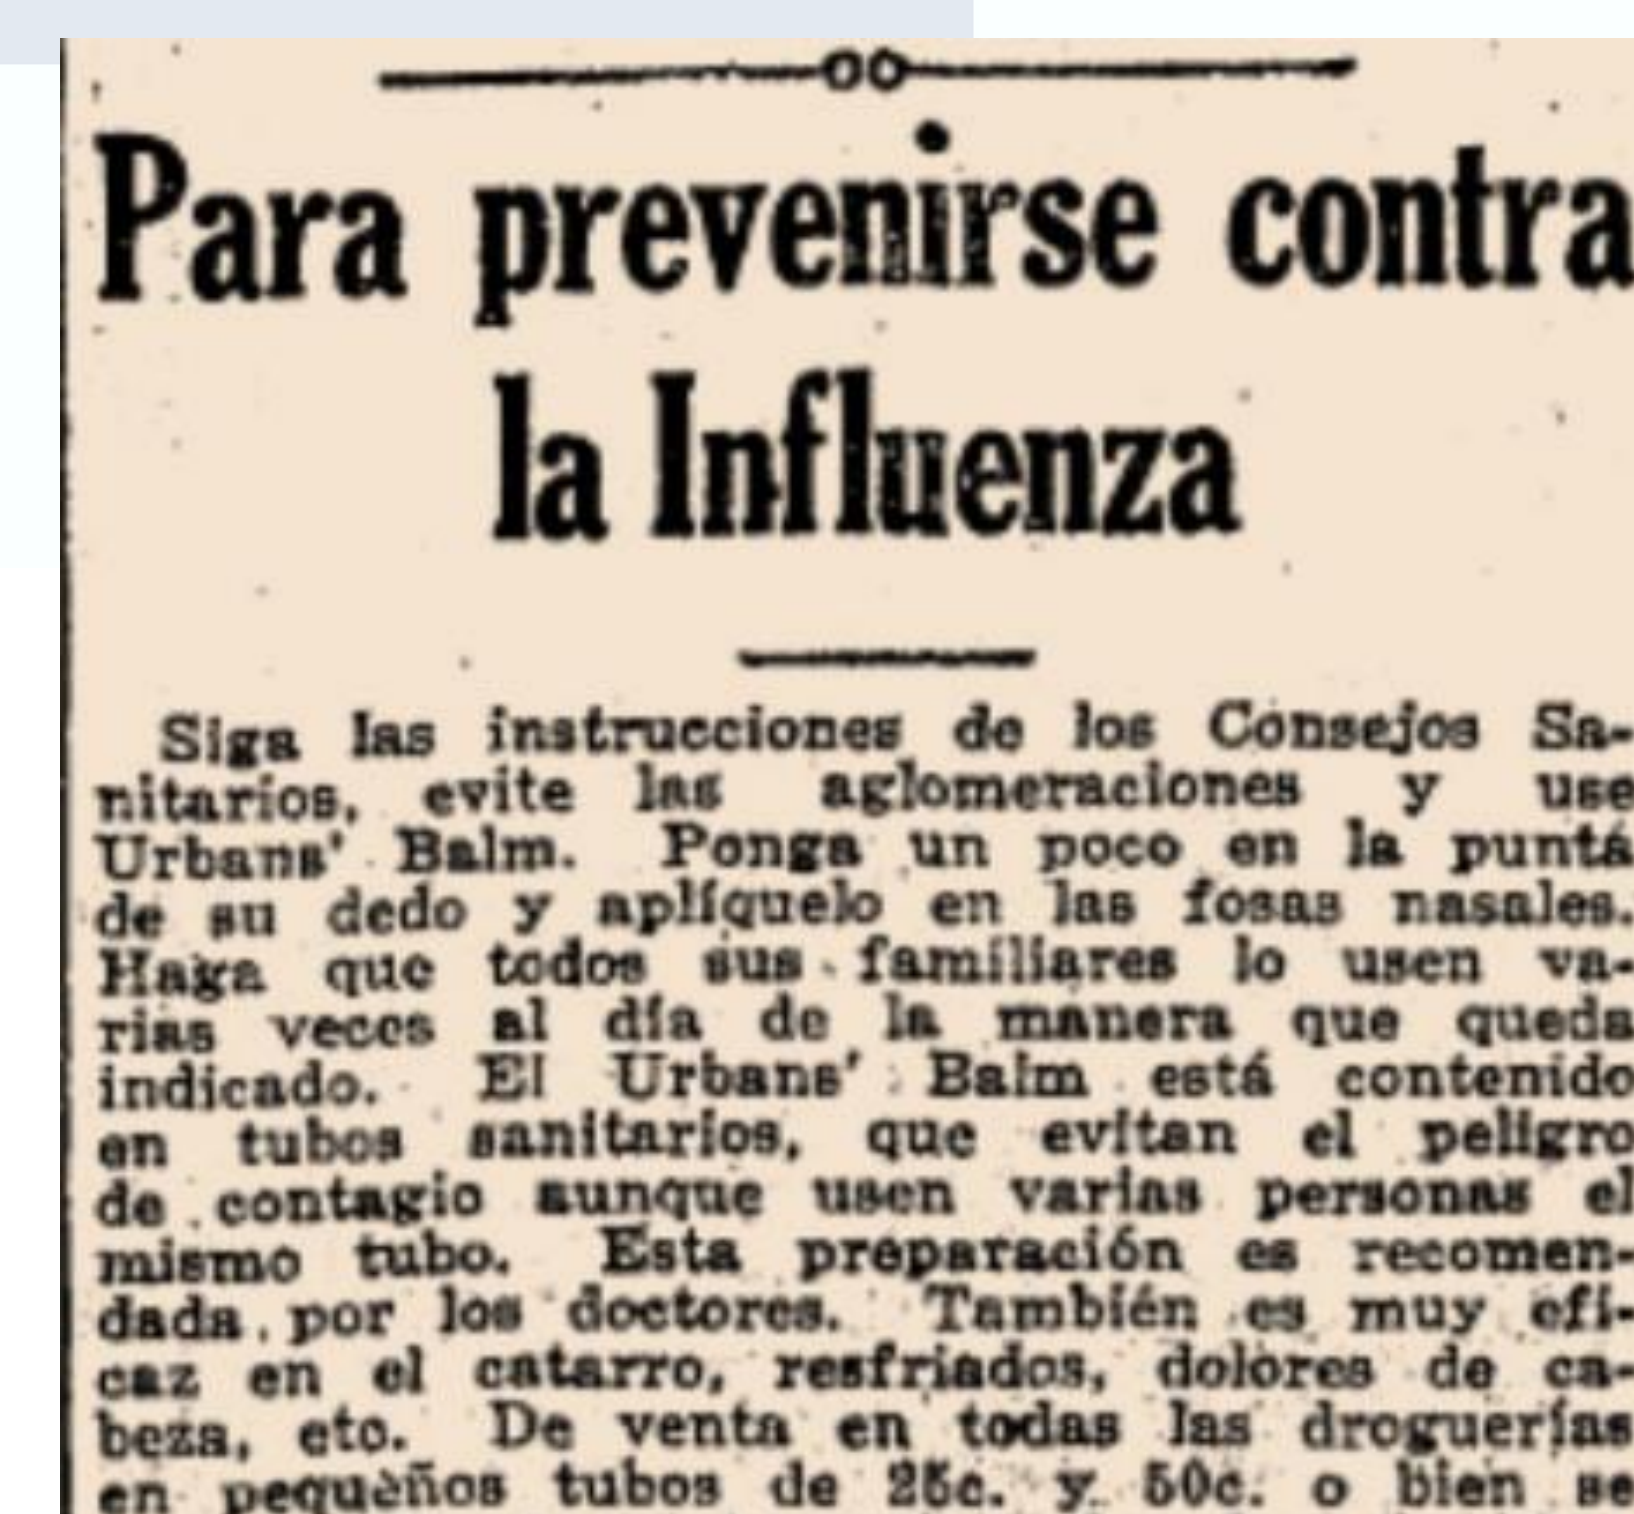 Para prevenirse contra
la Influenza
Siga las instrucciones de los Consejos Sa-
nitarios, evite las aglomeraciones y use
Urbans' Balm. Ponga un poco en la punta
de su dedo y aplíquelo en las fosas nasales.
Haga que todos sus familiares lo usen va-
rias veces al día de la manera que queda
indicado. El Urbans' Balm está contenido
en tubos sanitarios, que evitan el peligro
de contagio aunque usen varias personas el
mismo tubo. Esta preparación es recomen-
dada por los doctores. También es muy efi-
caz en el catarro, resfriados, dolores de ca-
beza, etc. De venta en todas las droguerías
en pequeños tubos de 25c. y 50c. o bien se